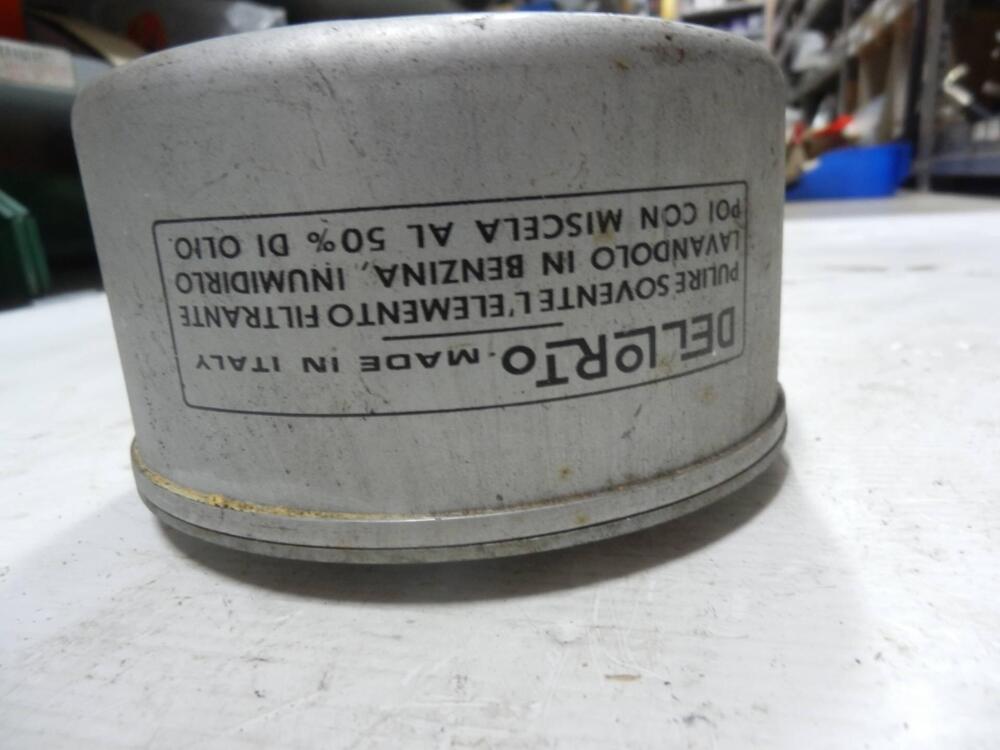 DELLORTO - MADE IN ITALY
PULIRE SOVENTE L'ELEMENTO FILTRANTE
LAVANDOLO IN BENZINA, INUMIDIRLO
POI CON MISCELA AL 50% DI OLIO.